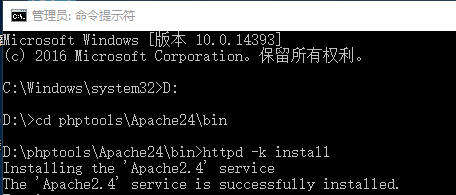 管理员: 命令提示符
Microsoft Windows [版本 10.0.14393]
(c) 2016 Microsoft Corporation。保留所有权利。
C:\Windows\system32>D:
D:\>cd phptools\Apache24\bin
D:\phptools\Apache24\bin>httpd -k install
Installing the 'Apache2.4' service
The 'Apache2.4' service is successfully installed.